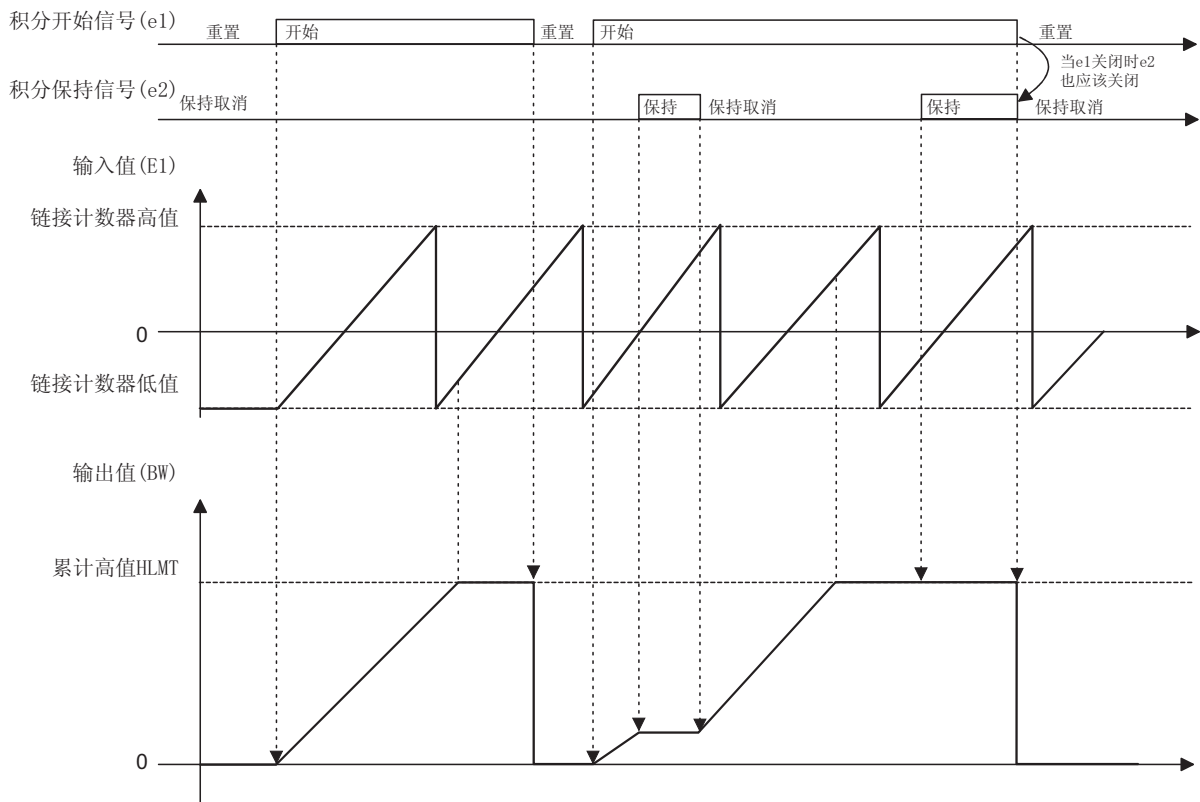 积分开始信号(e1)
重置
开始
重置
开始
重置
当e1关闭时e2
也应该关闭
积分保持信号(e2)
保持取消
保持
保持取消
保持
保持取消
输入值(E1)
链接计数器高值
0
链接计数器低值
输出值(BW)
累计高值HLMT
0